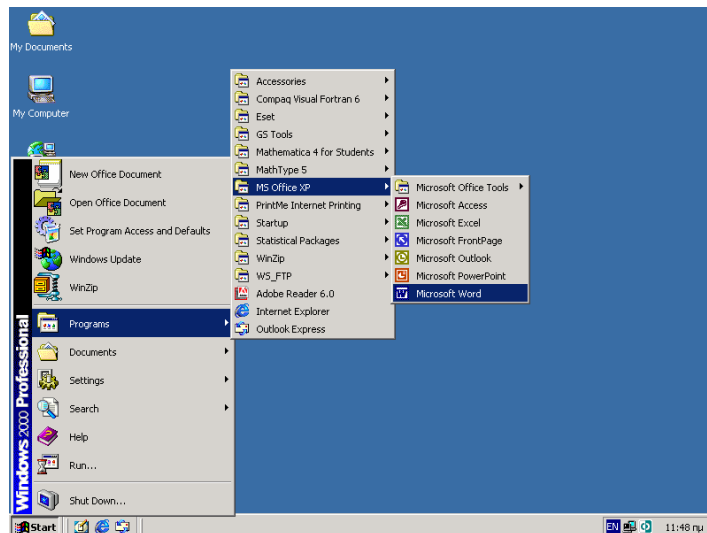 My Documents
My Computer
Accessories
Compaq Visual Fortran 6
Eset
GS Tools
Mathematica 4 for Students
MathType 5
MS Office XP
PrintMe Internet Printing
Startup
Statistical Packages
WinZip
WS_FTP
Adobe Reader 6.0
Internet Explorer
Outlook Express
Microsoft Office Tools
Microsoft Access
Microsoft Excel
Microsoft FrontPage
Microsoft Outlook
Microsoft PowerPoint
Microsoft Word
New Office Document
Open Office Document
Set Program Access and Defaults
Windows Update
WinZip
Programs
Documents
Settings
Search
Help
Run...
Shut Down...
Windows 2000 Professional
Start
EN
11:48 πμ